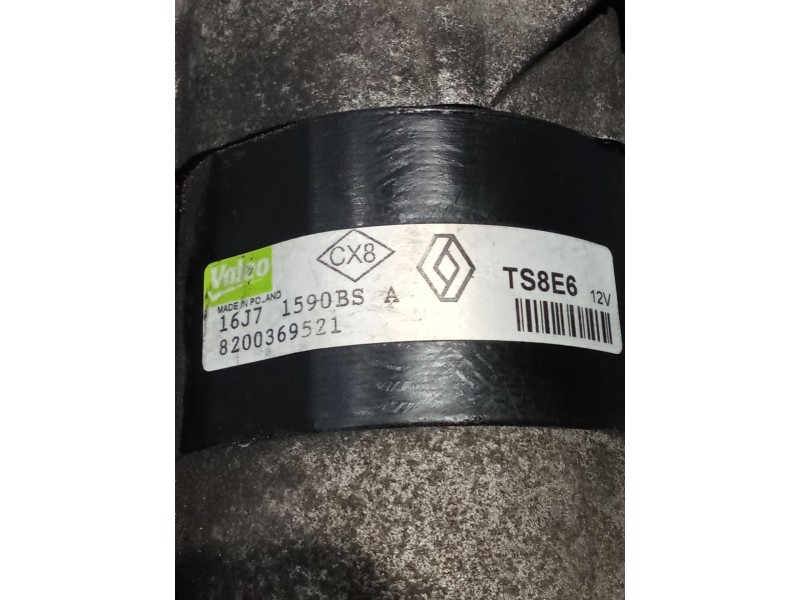 Valeo
MADE IN POLAND
CX8
16J7 1590BS A
8200369521
TS8E6 12V